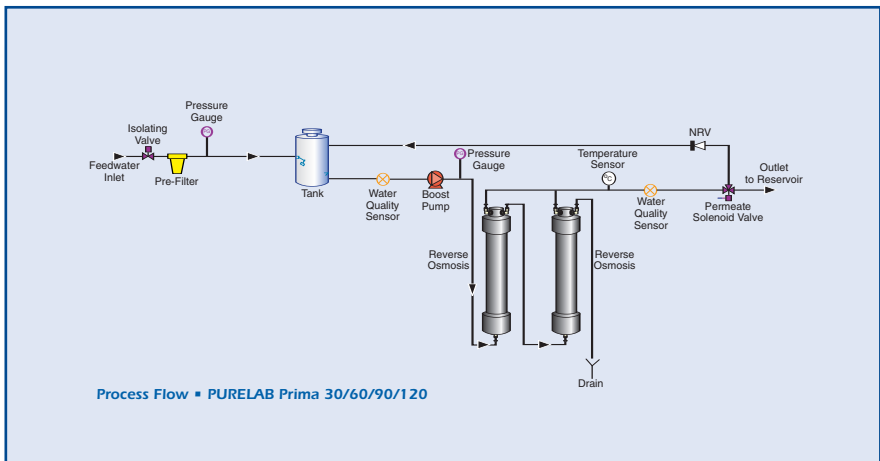 Pressure
Gauge
Isolating
Valve
Feedwater
Inlet
Pre-Filter
Tank
Water
Quality
Sensor
Boost
Pump
Pressure
Gauge
Temperature
Sensor
°C
NRV
Outlet
to Reservoir
Water
Quality
Sensor
Permeate
Solenoid Valve
Reverse
Osmosis
Reverse
Osmosis
Drain
Process Flow ▪ PURELAB Prima 30/60/90/120